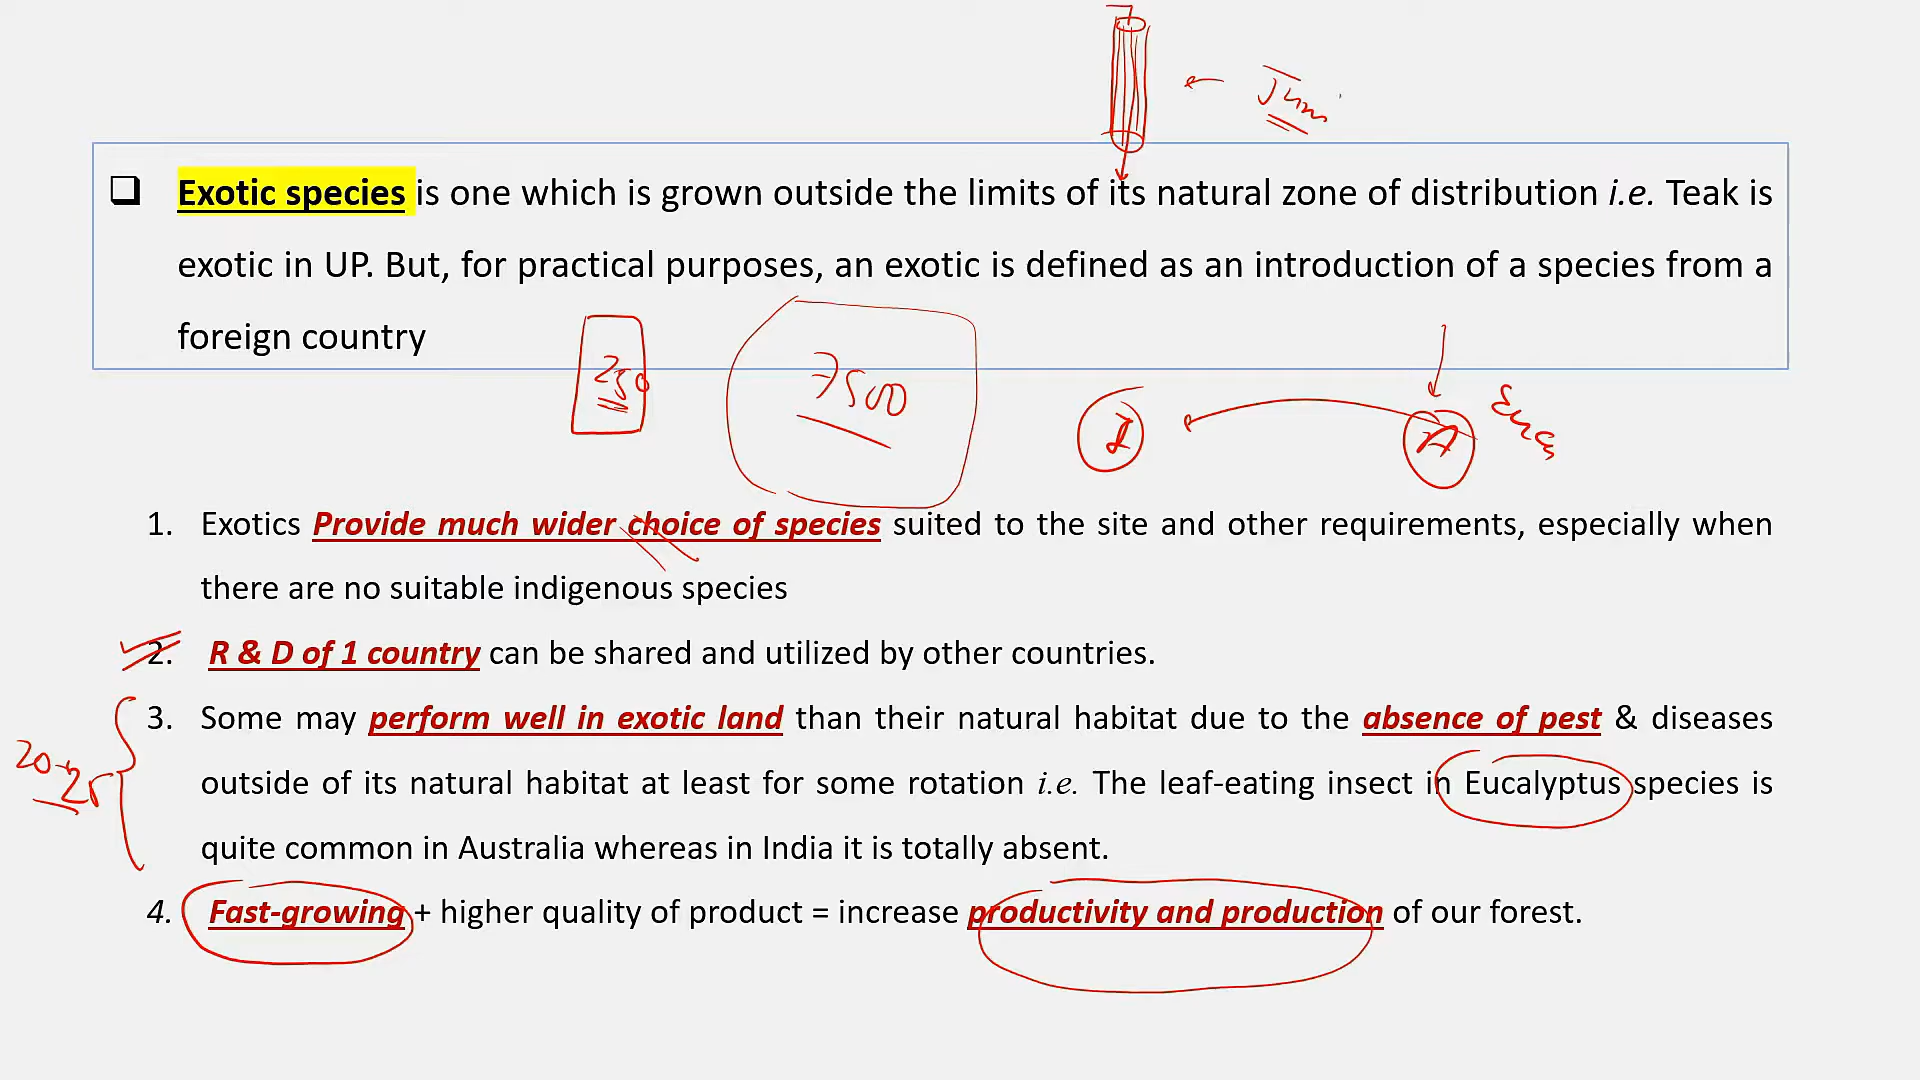 Exotic species is one which is grown outside the limits of its natural zone of distribution i.e. Teak is
exotic in UP. But, for practical purposes, an exotic is defined as an introduction of a species from a
foreign country
250
7500
I
A
1. Exotics Provide much wider choice of species suited to the site and other requirements, especially when
there are no suitable indigenous species
2. R & D of 1 country can be shared and utilized by other countries.
3. Some may perform well in exotic land than their natural habitat due to the absence of pest & diseases
20-25
outside of its natural habitat at least for some rotation i.e. The leaf-eating insect in Eucalyptus species is
quite common in Australia whereas in India it is totally absent.
4. Fast-growing + higher quality of product = increase productivity and production of our forest.